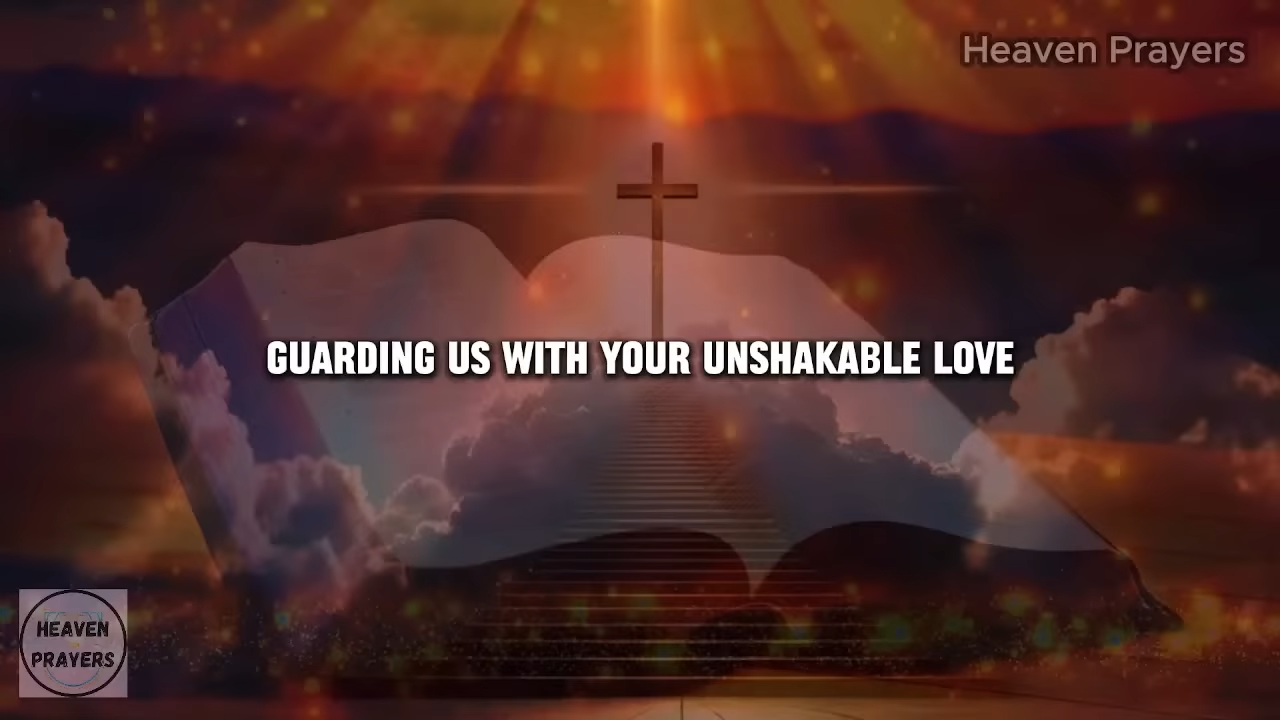 Heaven Prayers
GUARDING US WITH YOUR UNSHAKABLE LOVE
HEAVEN
PRAYERS